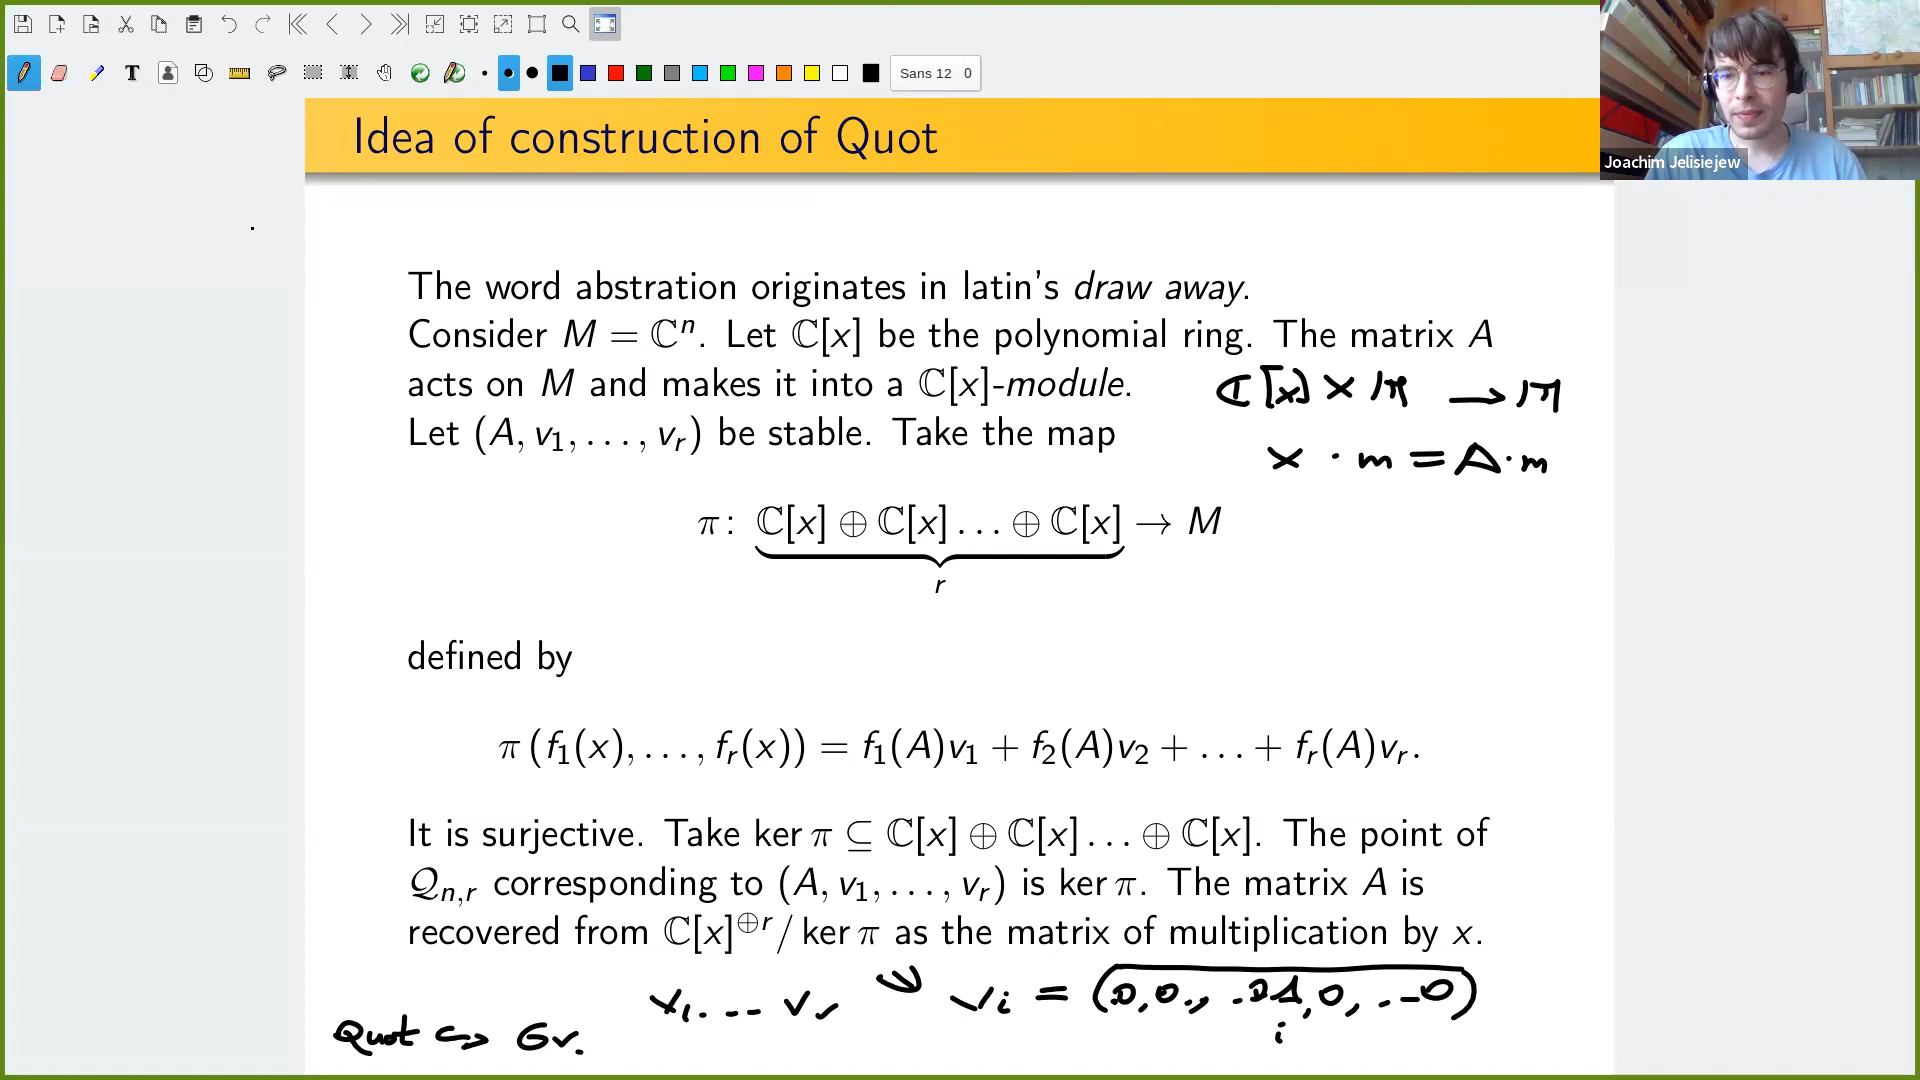 Sans 12 0
Joachim Jelisiejew
Idea of construction of Quot
The word abstration originates in latin's draw away.
Consider M = ℂⁿ. Let ℂ[x] be the polynomial ring. The matrix A
acts on M and makes it into a ℂ[x]-module.
ℂ[x] × M → M
Let (A, v₁, . . . , vᵣ) be stable. Take the map
x · m = A · m
π : ℂ[x] ⊕ ℂ[x] . . . ⊕ ℂ[x] → M
r
defined by
π (f₁(x), . . . , fᵣ(x)) = f₁(A)v₁ + f₂(A)v₂ + . . . + fᵣ(A)vᵣ.
It is surjective. Take ker π ⊆ ℂ[x] ⊕ ℂ[x] . . . ⊕ ℂ[x]. The point of
𝒬ₙ,ᵣ corresponding to (A, v₁, . . . , vᵣ) is ker π. The matrix A is
recovered from ℂ[x]^⊕r / ker π as the matrix of multiplication by x.
v₁. -- vᵣ vᵢ = (0,0., .01,0, .-0)
i
Quot ↪ Gr.